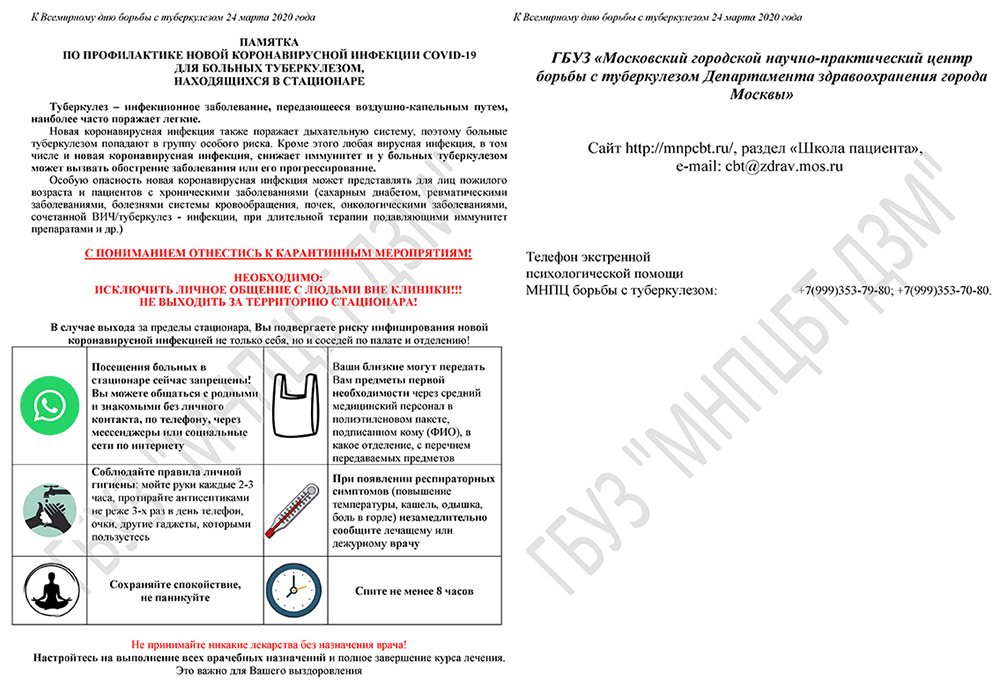 К Всемирному дню борьбы с туберкулезом 24 марта 2020 года
ПАМЯТКА
ПО ПРОФИЛАКТИКЕ НОВОЙ КОРОНАВИРУСНОЙ ИНФЕКЦИИ COVID-19
ДЛЯ БОЛЬНЫХ ТУБЕРКУЛЕЗОМ,
НАХОДЯЩИХСЯ В СТАЦИОНАРЕ
Туберкулез – инфекционное заболевание, передающееся воздушно-капельным путем,
наиболее часто поражает легкие.
Новая коронавирусная инфекция также поражает дыхательную систему, поэтому больные
туберкулезом попадают в группу особого риска. Кроме этого любая вирусная инфекция, в том
числе и новая коронавирусная инфекция, снижает иммунитет и у больных туберкулезом
может вызвать обострение заболевания или его прогрессирование.
Особую опасность новая коронавирусная инфекция может представлять для лиц пожилого
возраста и пациентов с хроническими заболеваниями (сахарным диабетом, ревматическими
заболеваниями, болезнями системы кровообращения, почек, онкологическими заболеваниями,
сочетанной ВИЧ/туберкулез - инфекции, при длительной терапии подавляющими иммунитет
препаратами и др.)
С ПОНИМАНИЕМ ОТНЕСТИСЬ К КАРАНТИННЫМ МЕРОПРЯТИЯМ!
НЕОБХОДИМО:
ИСКЛЮЧИТЬ ЛИЧНОЕ ОБЩЕНИЕ С ЛЮДЬМИ ВНЕ КЛИНИКИ!!!
НЕ ВЫХОДИТЬ ЗА ТЕРРИТОРИЮ СТАЦИОНАРА!
В случае выхода за пределы стационара, Вы подвергаете риску инфицирования новой
коронавирусной инфекцией не только себя, но и соседей по палате и отделению!
Посещения больных в
стационаре сейчас запрещены!
Вы можете общаться с родными
и знакомыми без личного
контакта, по телефону, через
мессенджеры или социальные
сети по интернету
Ваши близкие могут передать
Вам предметы первой
необходимости через средний
медицинский персонал в
полиэтиленовом пакете,
подписанном кому (ФИО), в
какое отделение, с перечнем
передаваемых предметов
Соблюдайте правила личной
гигиены: мойте руки каждые 2-3
часа, протирайте антисептиками
не реже 3-х раз в день телефон,
очки, другие гаджеты, которыми
пользуетесь
При появлении респираторных
симптомов (повышение
температуры, кашель, одышка,
боль в горле) незамедлительно
сообщите лечащему или
дежурному врачу
Сохраняйте спокойствие,
не паникуйте
Спите не менее 8 часов
Не принимайте никакие лекарства без назначения врача!
Настройтесь на выполнение всех врачебных назначений и полное завершение курса лечения.
Это важно для Вашего выздоровления
ГБУЗ "МНПЦБТ ДЗМ"
К Всемирному дню борьбы с туберкулезом 24 марта 2020 года
ГБУЗ «Московский городской научно-практический центр
борьбы с туберкулезом Департамента здравоохранения города
Москвы»
Сайт http://mnpcbt.ru/, раздел «Школа пациента»,
e-mail: cbt@zdrav.mos.ru
Телефон экстренной
психологической помощи
МНПЦ борьбы с туберкулезом: +7(999)353-79-80; +7(999)353-70-80.
ГБУЗ "МНПЦБТ ДЗМ"